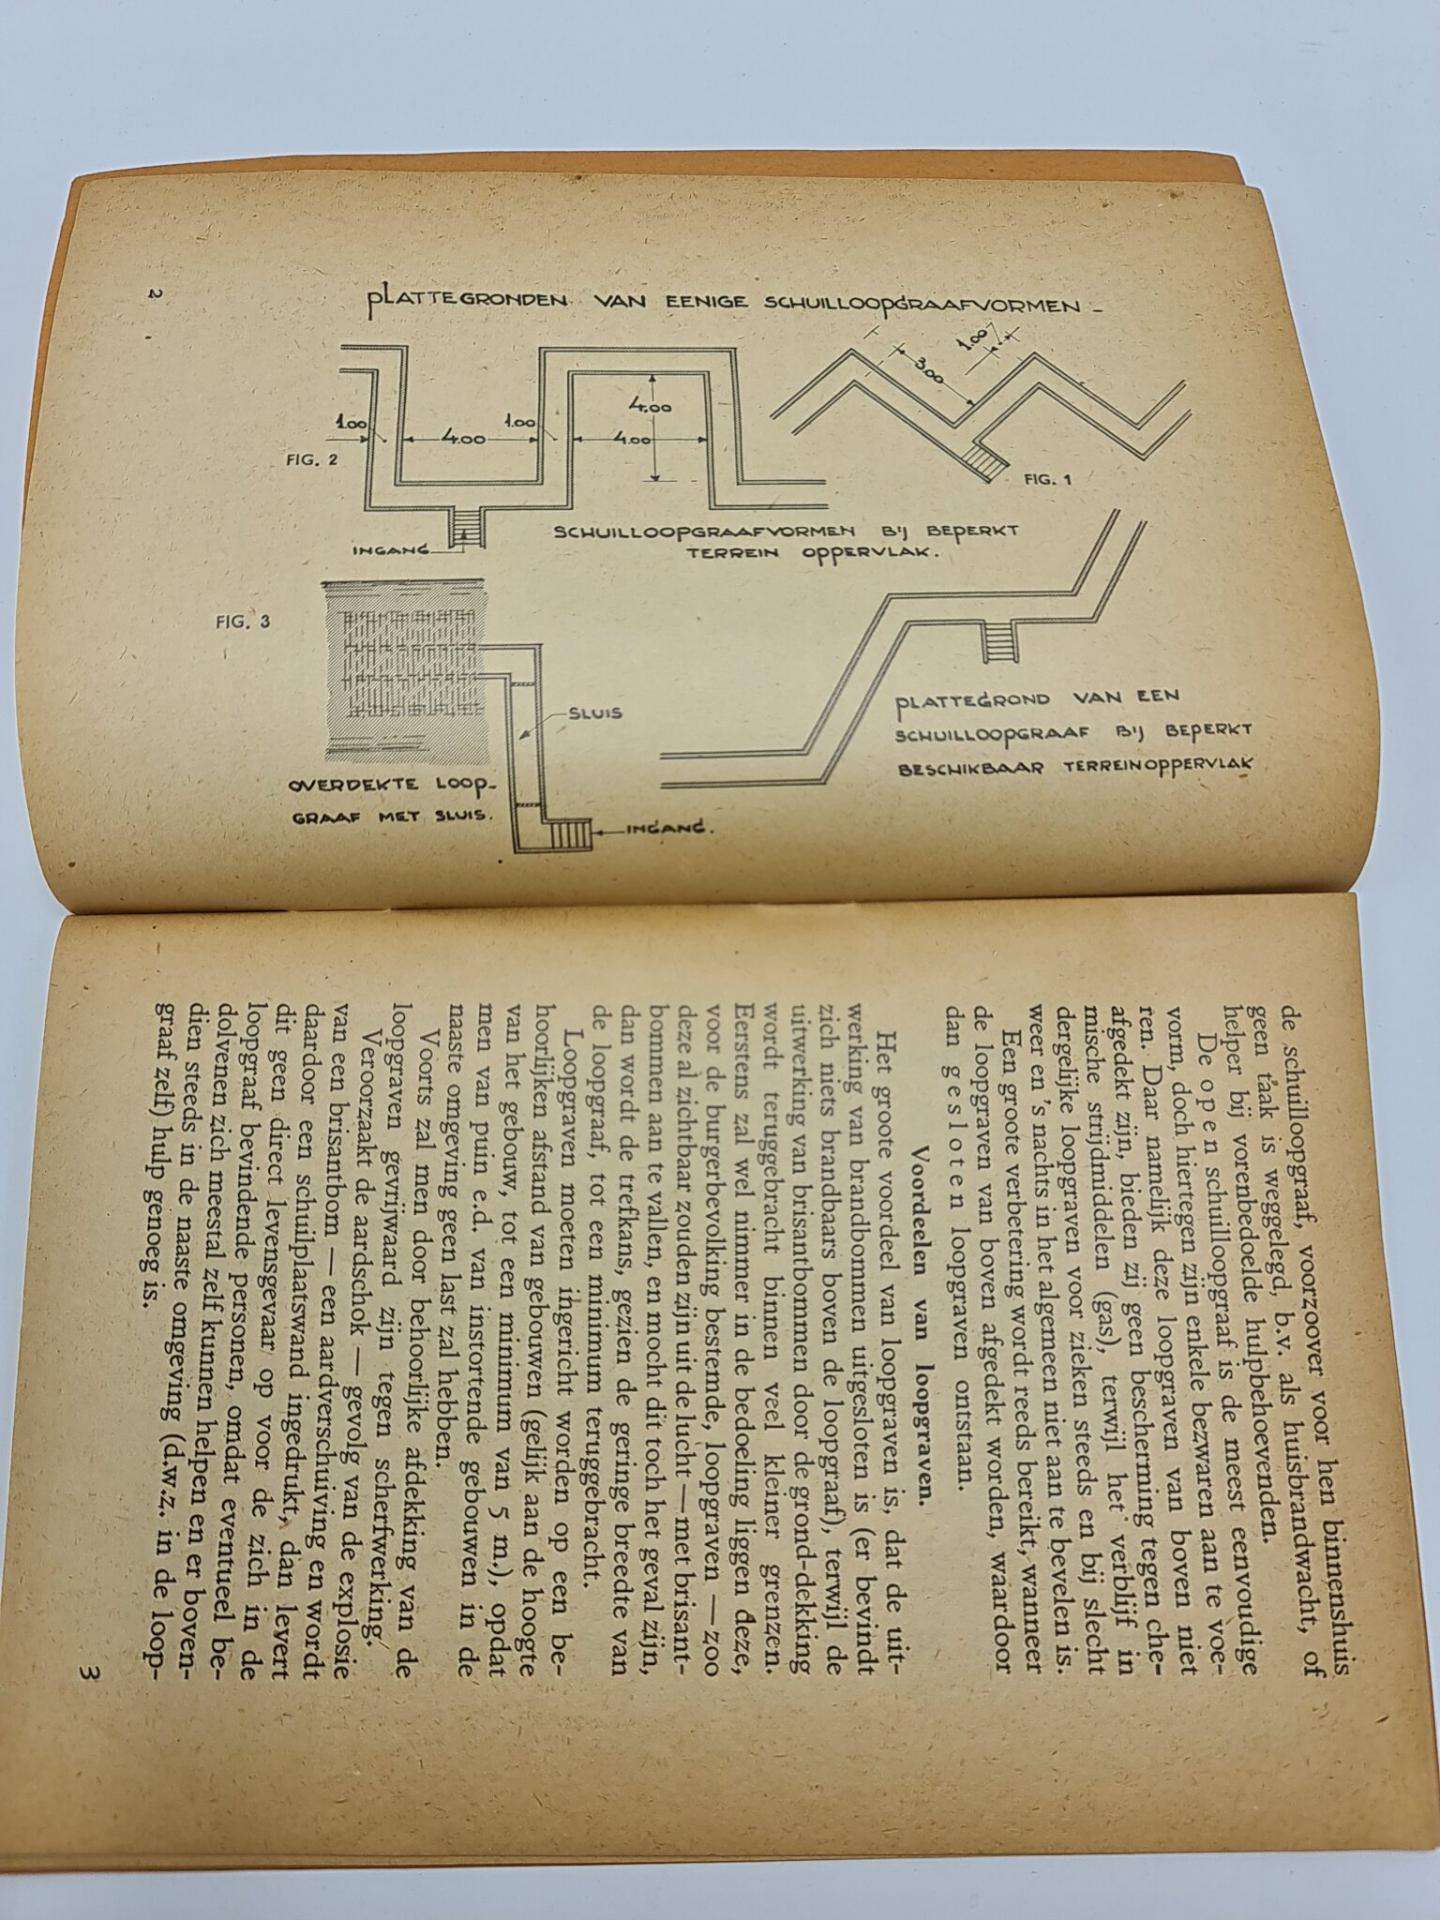 PLATTEGRONDEN VAN EENIGE SCHUILLOOPGRAAFVORMEN -
1.00
4.00
1.00
4.00
4.00
FIG. 2
INGANG
3.00
1.00
FIG. 1
SCHUILLOOPGRAAFVORMEN BIJ BEPERKT
TERREIN OPPERVLAK.
FIG. 3
SLUIS
OVERDEKTE LOOP-
GRAAF MET SLUIS.
INGANG.
PLATTEGROND VAN EEN
SCHUILLOOPGRAAF BIJ BEPERKT
BESCHIKBAAR TERREINOPPERVLAK
2
de schuilloopgraaf, voorzoover voor hen binnenshuis
geen taak is weggelegd, b.v. als huisbrandwacht, of
helper bij vorenbedoelde hulpbehoevenden.
De open schuilloopgraaf is de meest eenvoudige
vorm, doch hiertegen zijn enkele bezwaren aan te voe-
ren. Daar namelijk deze loopgraven van boven niet
afgedekt zijn, bieden zij geen bescherming tegen che-
mische strijdmiddelen (gas), terwijl het verblijf in
dergelijke loopgraven voor zieken steeds en bij slecht
weer en 's nachts in het algemeen niet aan te bevelen is.
Een groote verbetering wordt reeds bereikt, wanneer
de loopgraven van boven afgedekt worden, waardoor
dan gesloten loopgraven ontstaan.
Voordeelen van loopgraven.
Het groote voordeel van loopgraven is, dat de uit-
werking van brandbommen uitgesloten is (er bevindt
zich niets brandbaars boven de loopgraaf), terwijl de
uitwerking van brisantbommen door de grond-dekking
wordt teruggebracht binnen veel kleiner grenzen.
Eerstens zal wel nimmer in de bedoeling liggen deze,
voor de burgerbevolking bestemde, loopgraven — zoo
deze al zichtbaar zouden zijn uit de lucht — met brisant-
bommen aan te vallen, en mocht dit toch het geval zijn,
dan wordt de trefkans, gezien de geringe breedte van
de loopgraaf, tot een minimum teruggebracht.
Loopgraven moeten ingericht worden op een be-
hoorlijken afstand van gebouwen (gelijk aan de hoogte
van het gebouw, tot een minimum van 5 m.), opdat
men van puin e.d. van instortende gebouwen in de
naaste omgeving geen last zal hebben.
Voorts zal men door behoorlijke afdekking van de
loopgraven gevrijwaard zijn tegen scherfwerking.
Veroorzaakt de aardschok — gevolg van de explosie
van een brisantbom — een aardverschuiving en wordt
daardoor een schuilplaatswand ingedrukt, dan levert
dit geen direct levensgevaar op voor de zich in de
loopgraaf bevindende personen, omdat eventueel be-
dolvenen zich meestal zelf kunnen helpen en er boven-
dien steeds in de naaste omgeving (d.w.z. in de loop-
graaf zelf) hulp genoeg is.
3